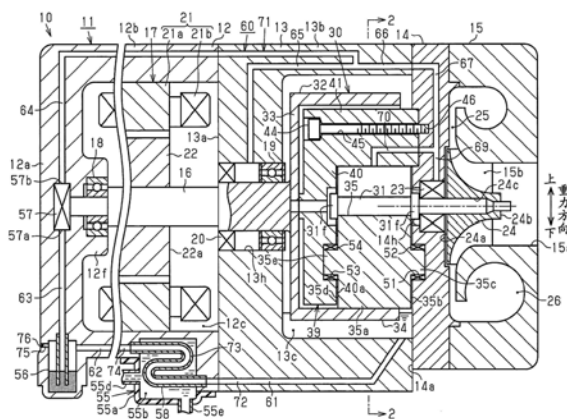 10
11
12
12b
17
21
21a
21b
12
13
60
71
13b
65
30
2
66
14
15
64
13a
32
33
41
67
46
25
12a
18
22
16
19
44
45
70
69
40
35
31
23
15b
24c
上
下
重力方向
57b
57
57a
12f
22a
20
13h
31f
31f
54
52
14b
24a
24b
24
15a
35e
53
51
35c
63
26
76
75
56
62
12c
35d
40a
39
35a
35b
34
13c
73
74
55d
55
55a
55b
58
55e
72
61
2
14a